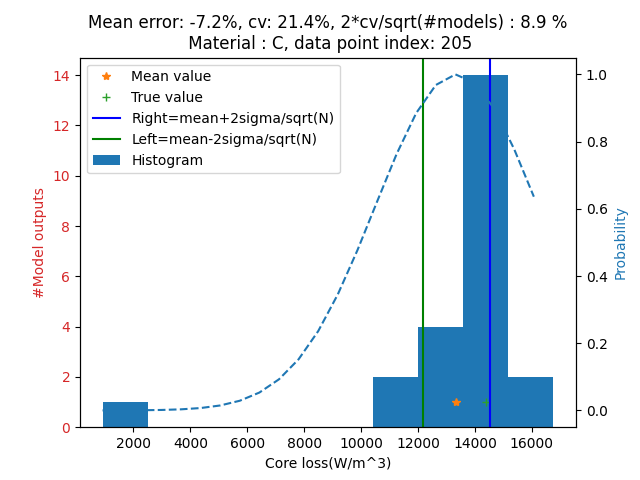 Mean error: -7.2%, cv: 21.4%, 2*cv/sqrt(#models) : 8.9 %
Material : C, data point index: 205
Mean value
True value
Right=mean+2sigma/sqrt(N)
Left=mean-2sigma/sqrt(N)
Histogram
#Model outputs
14
12
10
8
6
4
2
0
1.0
0.8
0.6
0.4
0.2
0.0
Probability
2000 4000 6000 8000 10000 12000 14000 16000
Core loss(W/m^3)